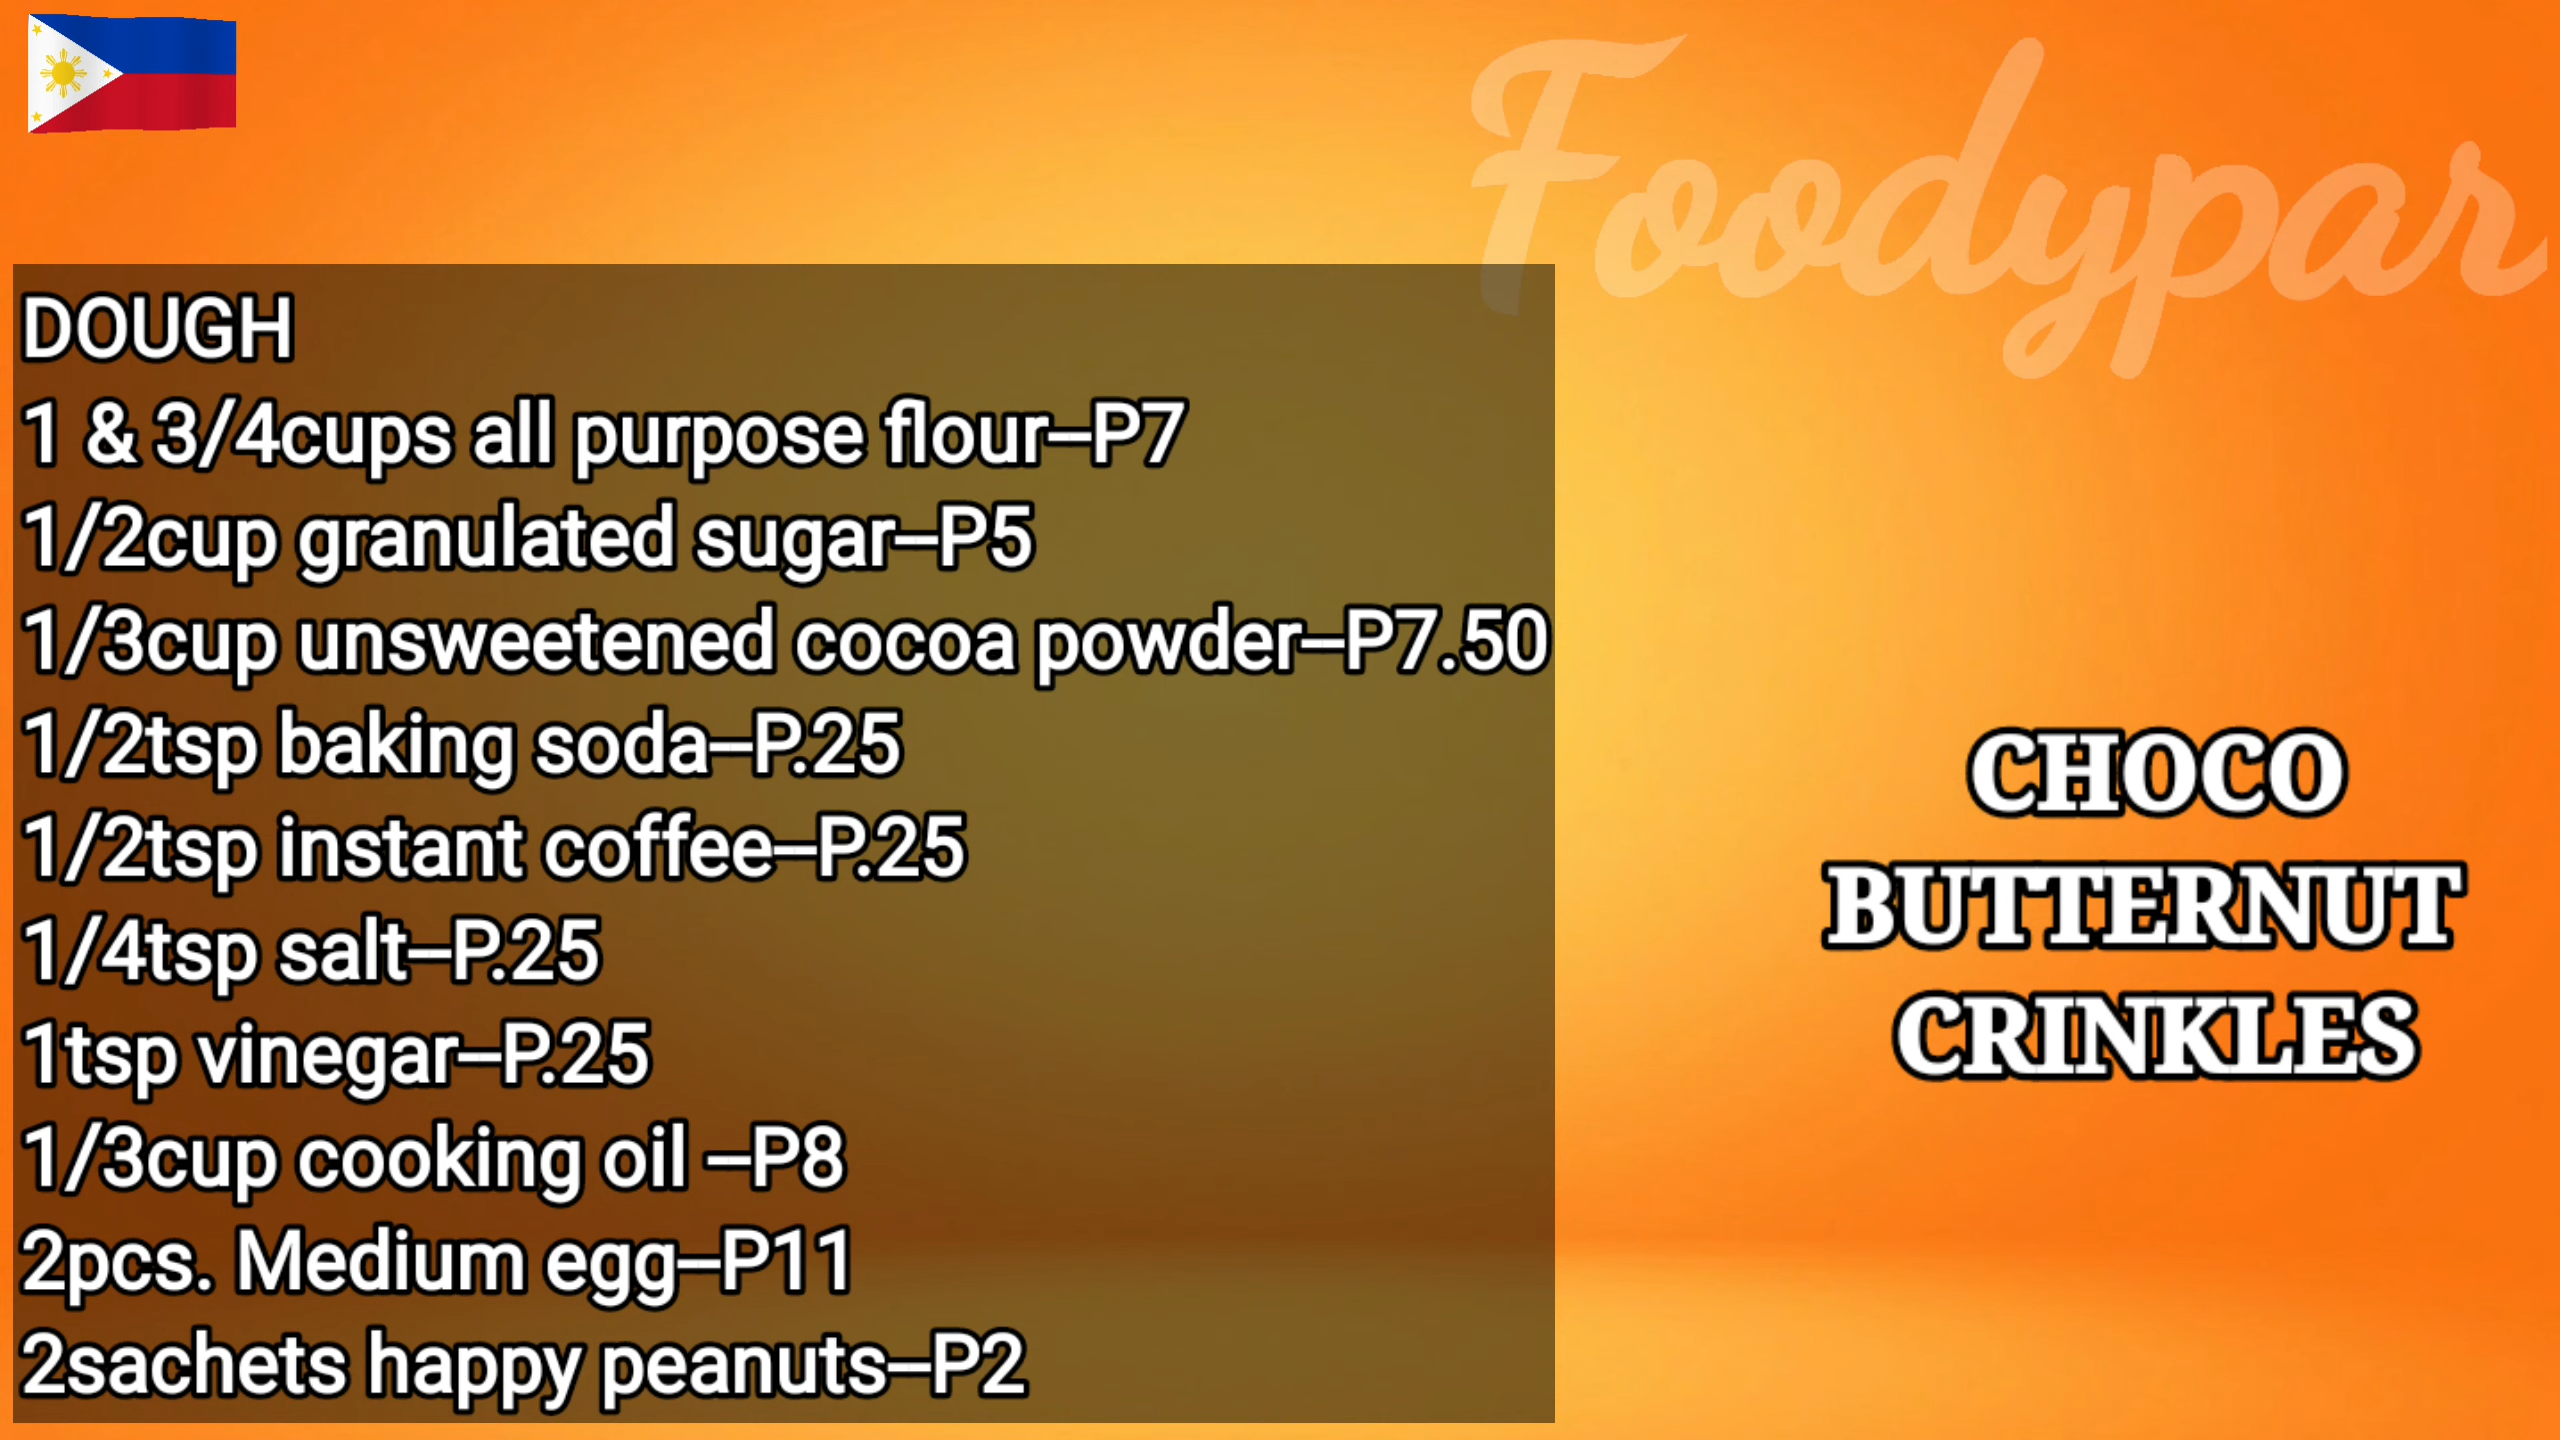 Foodypar
DOUGH
1 & 3/4cups all purpose flour--P7
1/2cup granulated sugar--P5
1/3cup unsweetened cocoa powder--P7.50
1/2tsp baking soda--P.25
1/2tsp instant coffee--P.25
1/4tsp salt--P.25
1tsp vinegar--P.25
1/3cup cooking oil --P8
2pcs. Medium egg--P11
2sachets happy peanuts--P2
CHOCO
BUTTERNUT
CRINKLES